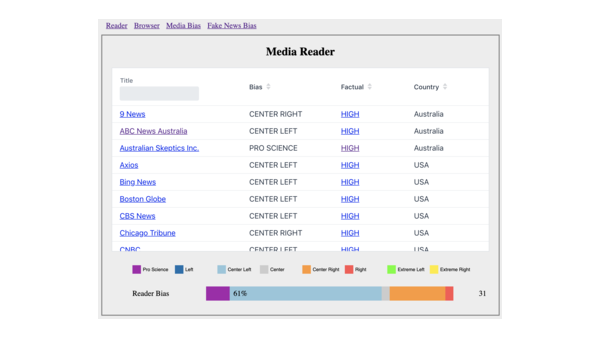 Reader Browser Media Bias Fake News Bias
Media Reader
Title
Bias Factual Country
9 News CENTER RIGHT HIGH Australia
ABC News Australia CENTER LEFT HIGH Australia
Australian Skeptics Inc. PRO SCIENCE HIGH Australia
Axios CENTER LEFT HIGH USA
Bing News CENTER LEFT HIGH USA
Boston Globe CENTER LEFT HIGH USA
CBS News CENTER LEFT HIGH USA
Chicago Tribune CENTER RIGHT HIGH USA
CNBC CENTER LEFT HIGH USA
Pro Science Left Center Left Center Center Right Right Extreme Left Extreme Right
Reader Bias 61% 31